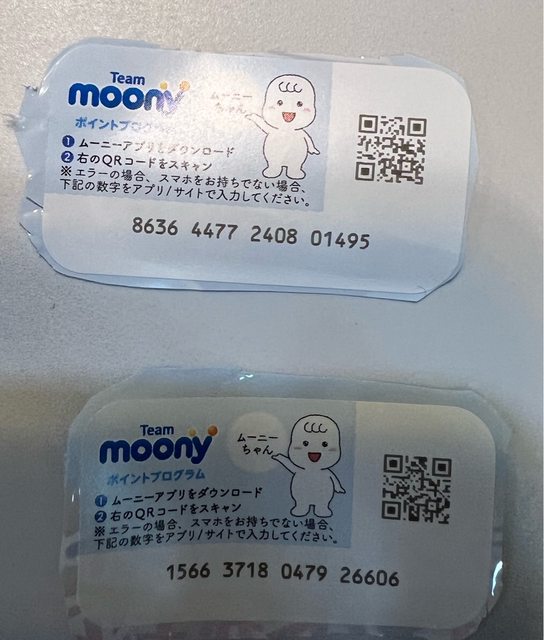 Team
moony
ムーニー
ちゃん
ポイントプログラム
1 ムーニーアプリをダウンロード
2 右のQRコードをスキャン
※エラーの場合、スマホをお持ちでない場合、
下記の数字をアプリ/サイトで入力してください。
8636 4477 2408 01495
Team
moony
ムーニー
ちゃん
ポイントプログラム
1 ムーニーアプリをダウンロード
2 右のQRコードをスキャン
※エラーの場合、スマホをお持ちでない場合、
下記の数字をアプリ/サイトで入力してください。
1566 3718 0479 26606